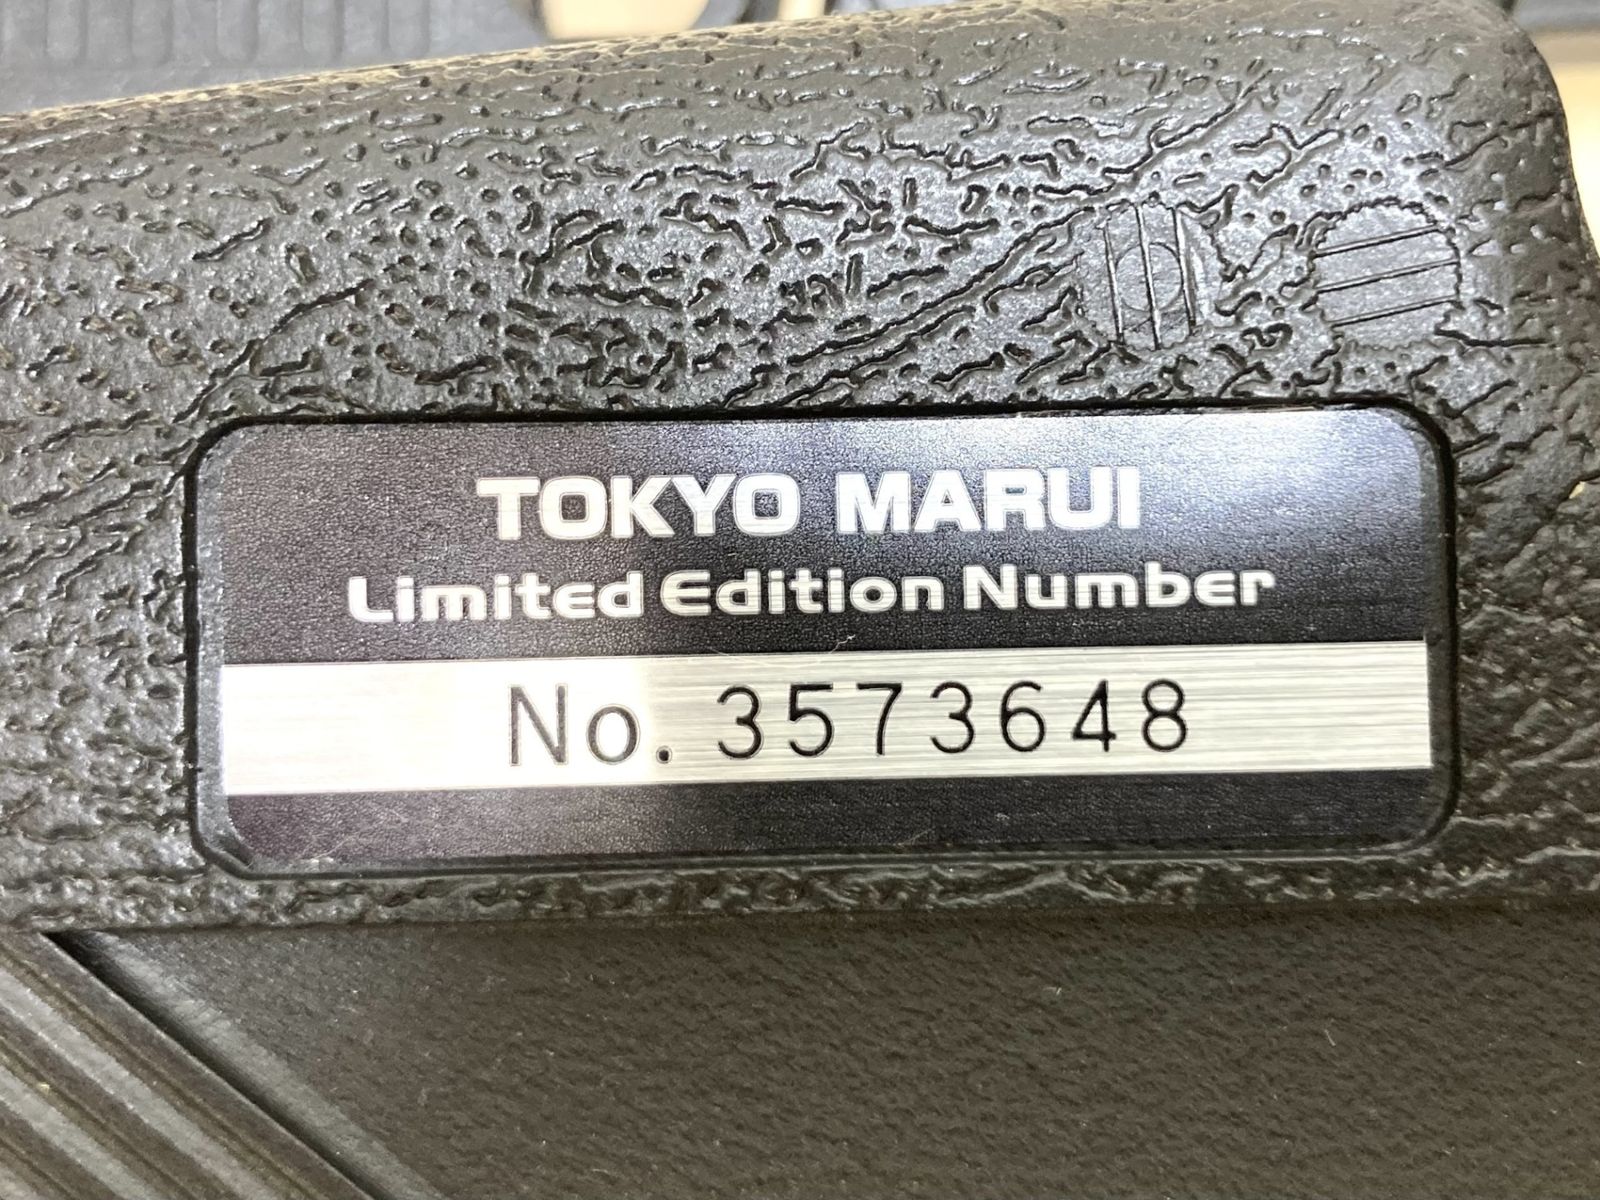 TOKYO MARUI
Limited Edition Number
No. 3573648